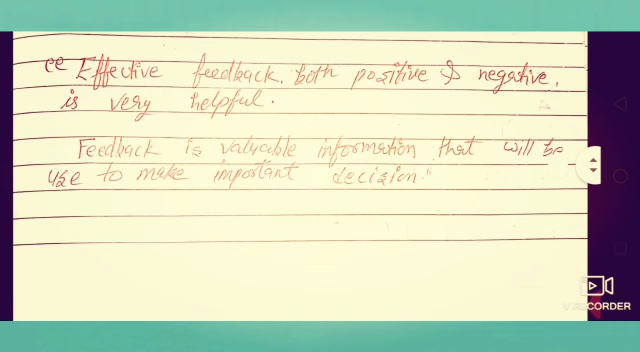 “Effective feedback, both positive & negative,
is very helpful.
Feedback is valuable information that will be
use to make important decision"
V RECORDER